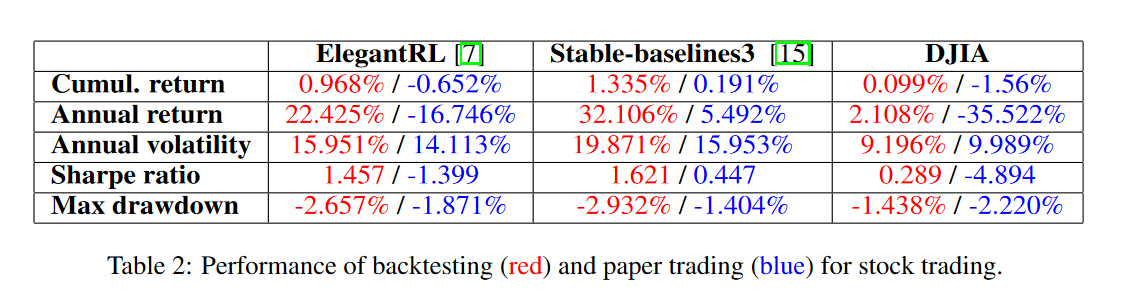 ElegantRL [7] Stable-baselines3 [15] DJIA
Cumul. return 0.968% / -0.652% 1.335% / 0.191% 0.099% / -1.56%
Annual return 22.425% / -16.746% 32.106% / 5.492% 2.108% / -35.522%
Annual volatility 15.951% / 14.113% 19.871% / 15.953% 9.196% / 9.989%
Sharpe ratio 1.457 / -1.399 1.621 / 0.447 0.289 / -4.894
Max drawdown -2.657% / -1.871% -2.932% / -1.404% -1.438% / -2.220%
Table 2: Performance of backtesting (red) and paper trading (blue) for stock trading.